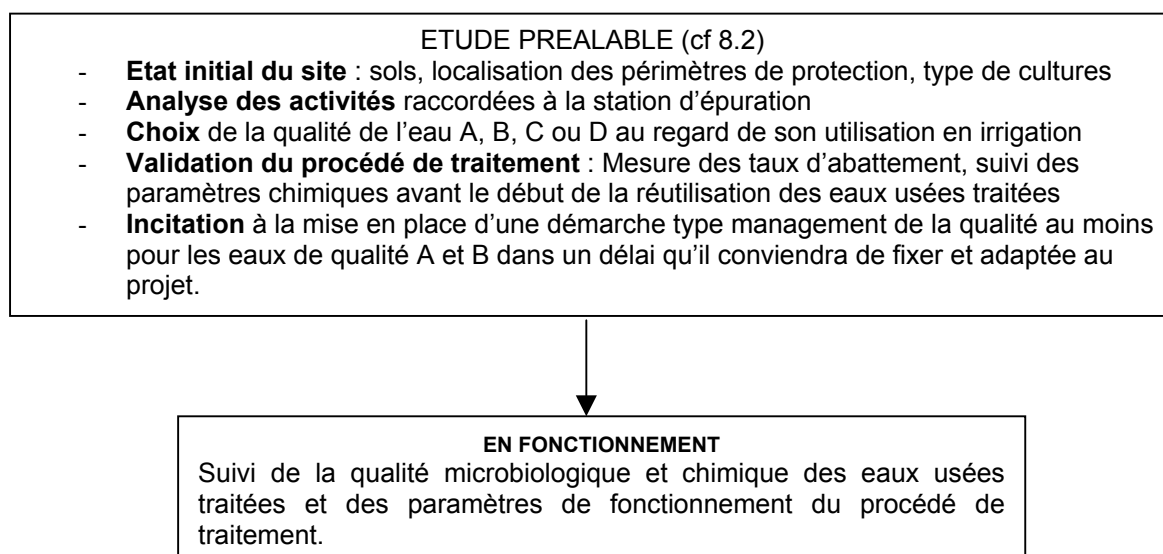 ETUDE PREALABLE (cf 8.2)
- Etat initial du site : sols, localisation des périmètres de protection, type de cultures
- Analyse des activités raccordées à la station d’épuration
- Choix de la qualité de l’eau A, B, C ou D au regard de son utilisation en irrigation
- Validation du procédé de traitement : Mesure des taux d’abattement, suivi des
paramètres chimiques avant le début de la réutilisation des eaux usées traitées
- Incitation à la mise en place d’une démarche type management de la qualité au moins
pour les eaux de qualité A et B dans un délai qu’il conviendra de fixer et adaptée au
projet.
EN FONCTIONNEMENT
Suivi de la qualité microbiologique et chimique des eaux usées
traitées et des paramètres de fonctionnement du procédé de
traitement.